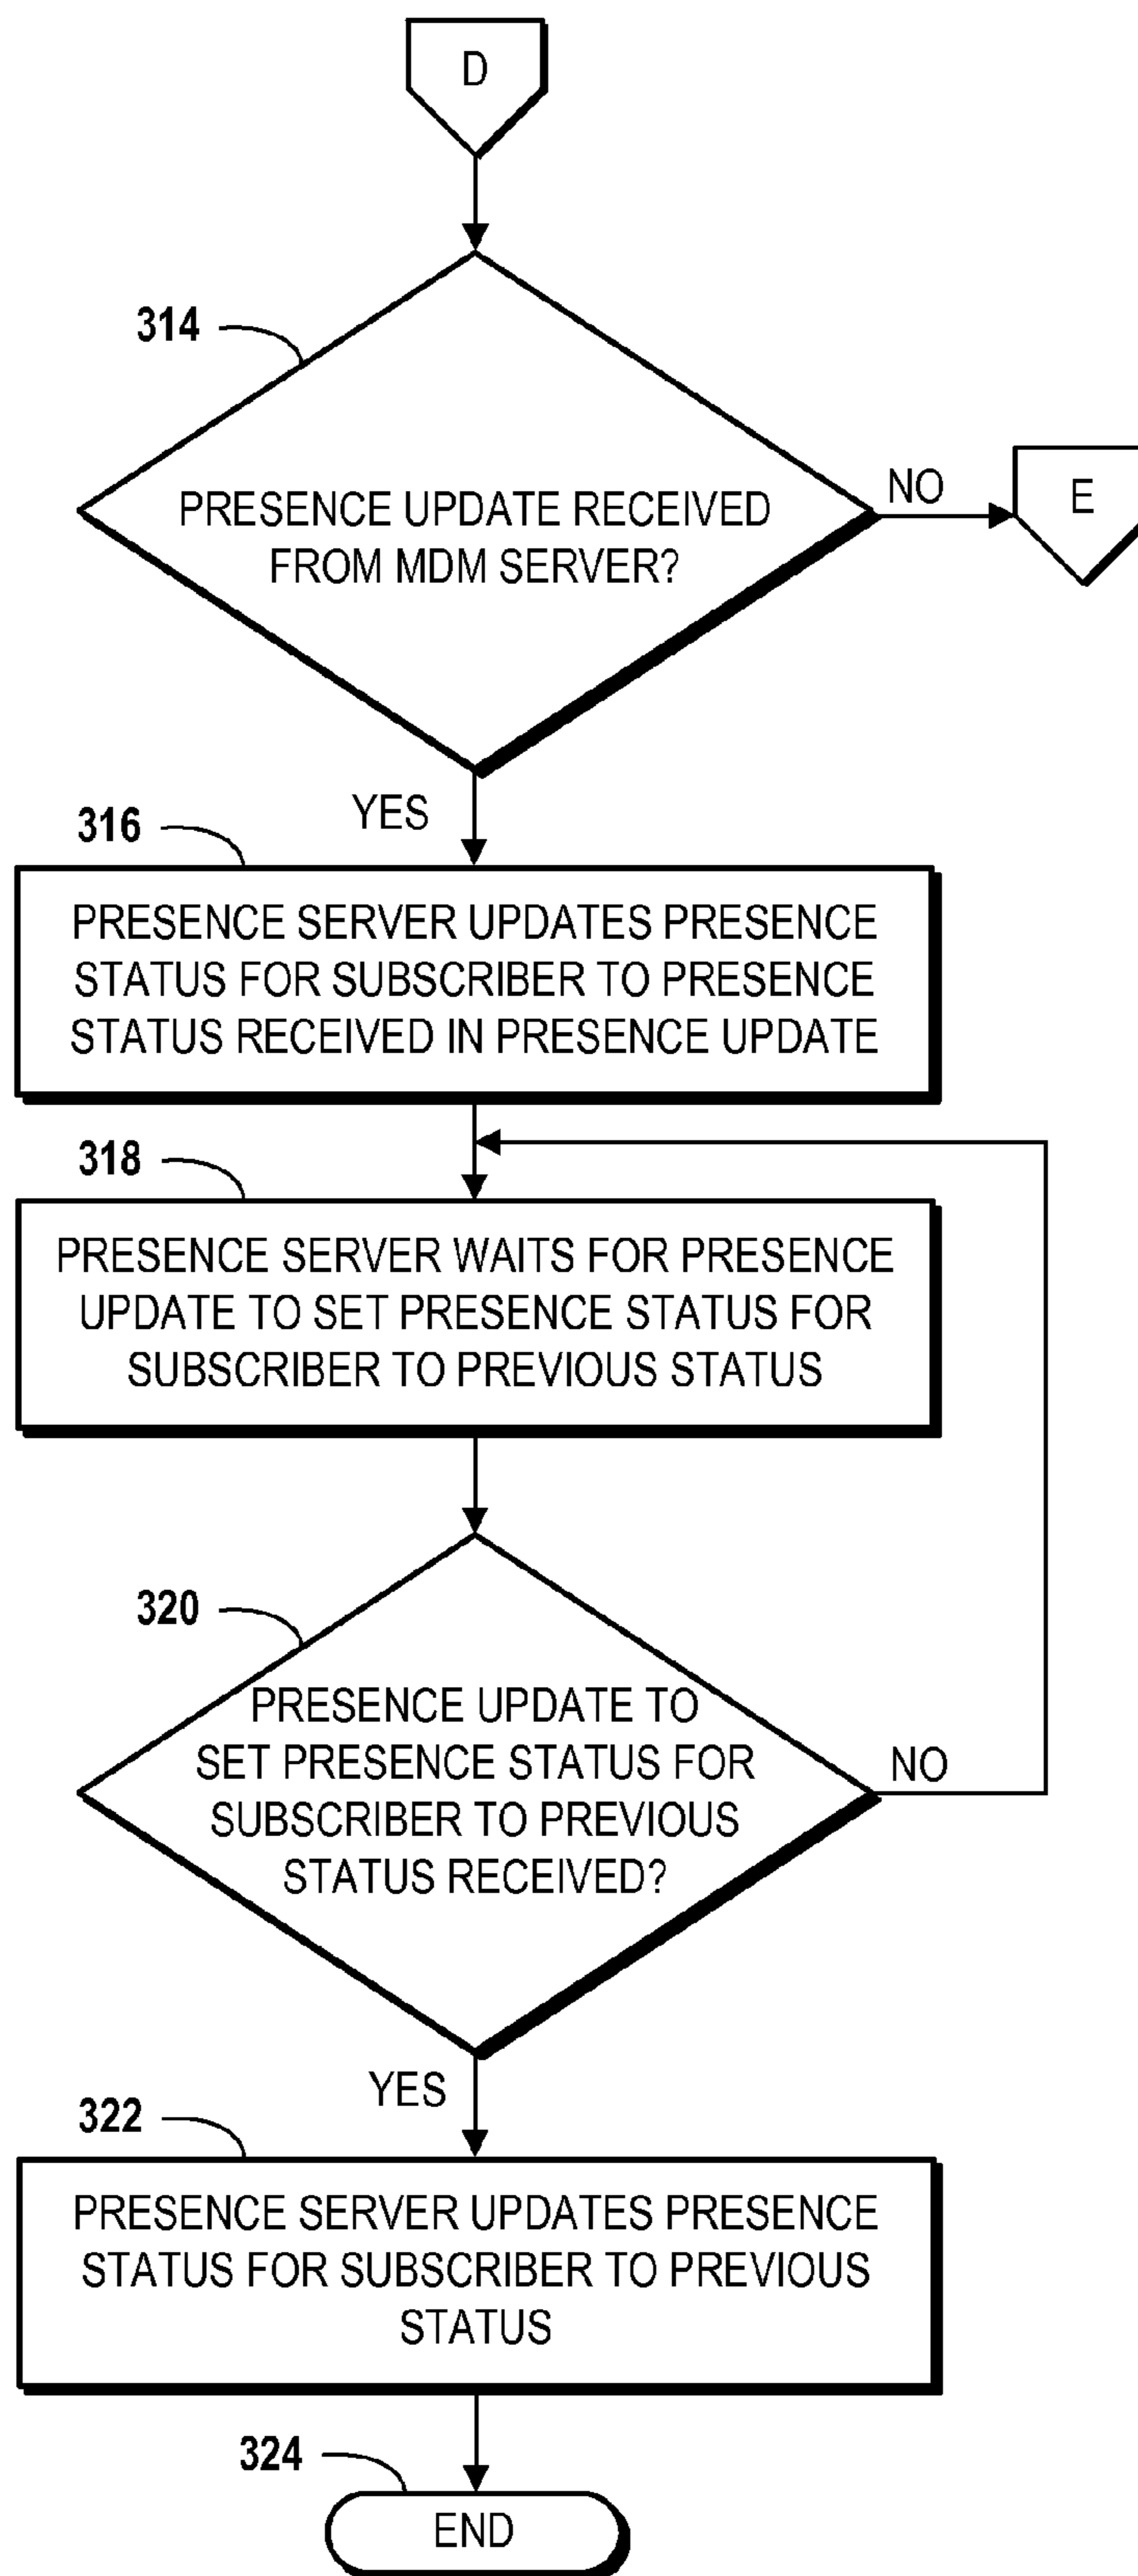 D
314
PRESENCE UPDATE RECEIVED
FROM MDM SERVER?
NO
E
YES
316
PRESENCE SERVER UPDATES PRESENCE
STATUS FOR SUBSCRIBER TO PRESENCE
STATUS RECEIVED IN PRESENCE UPDATE
318
PRESENCE SERVER WAITS FOR PRESENCE
UPDATE TO SET PRESENCE STATUS FOR
SUBSCRIBER TO PREVIOUS STATUS
320
PRESENCE UPDATE TO
SET PRESENCE STATUS FOR
SUBSCRIBER TO PREVIOUS
STATUS RECEIVED?
NO
YES
322
PRESENCE SERVER UPDATES PRESENCE
STATUS FOR SUBSCRIBER TO PREVIOUS
STATUS
324
END